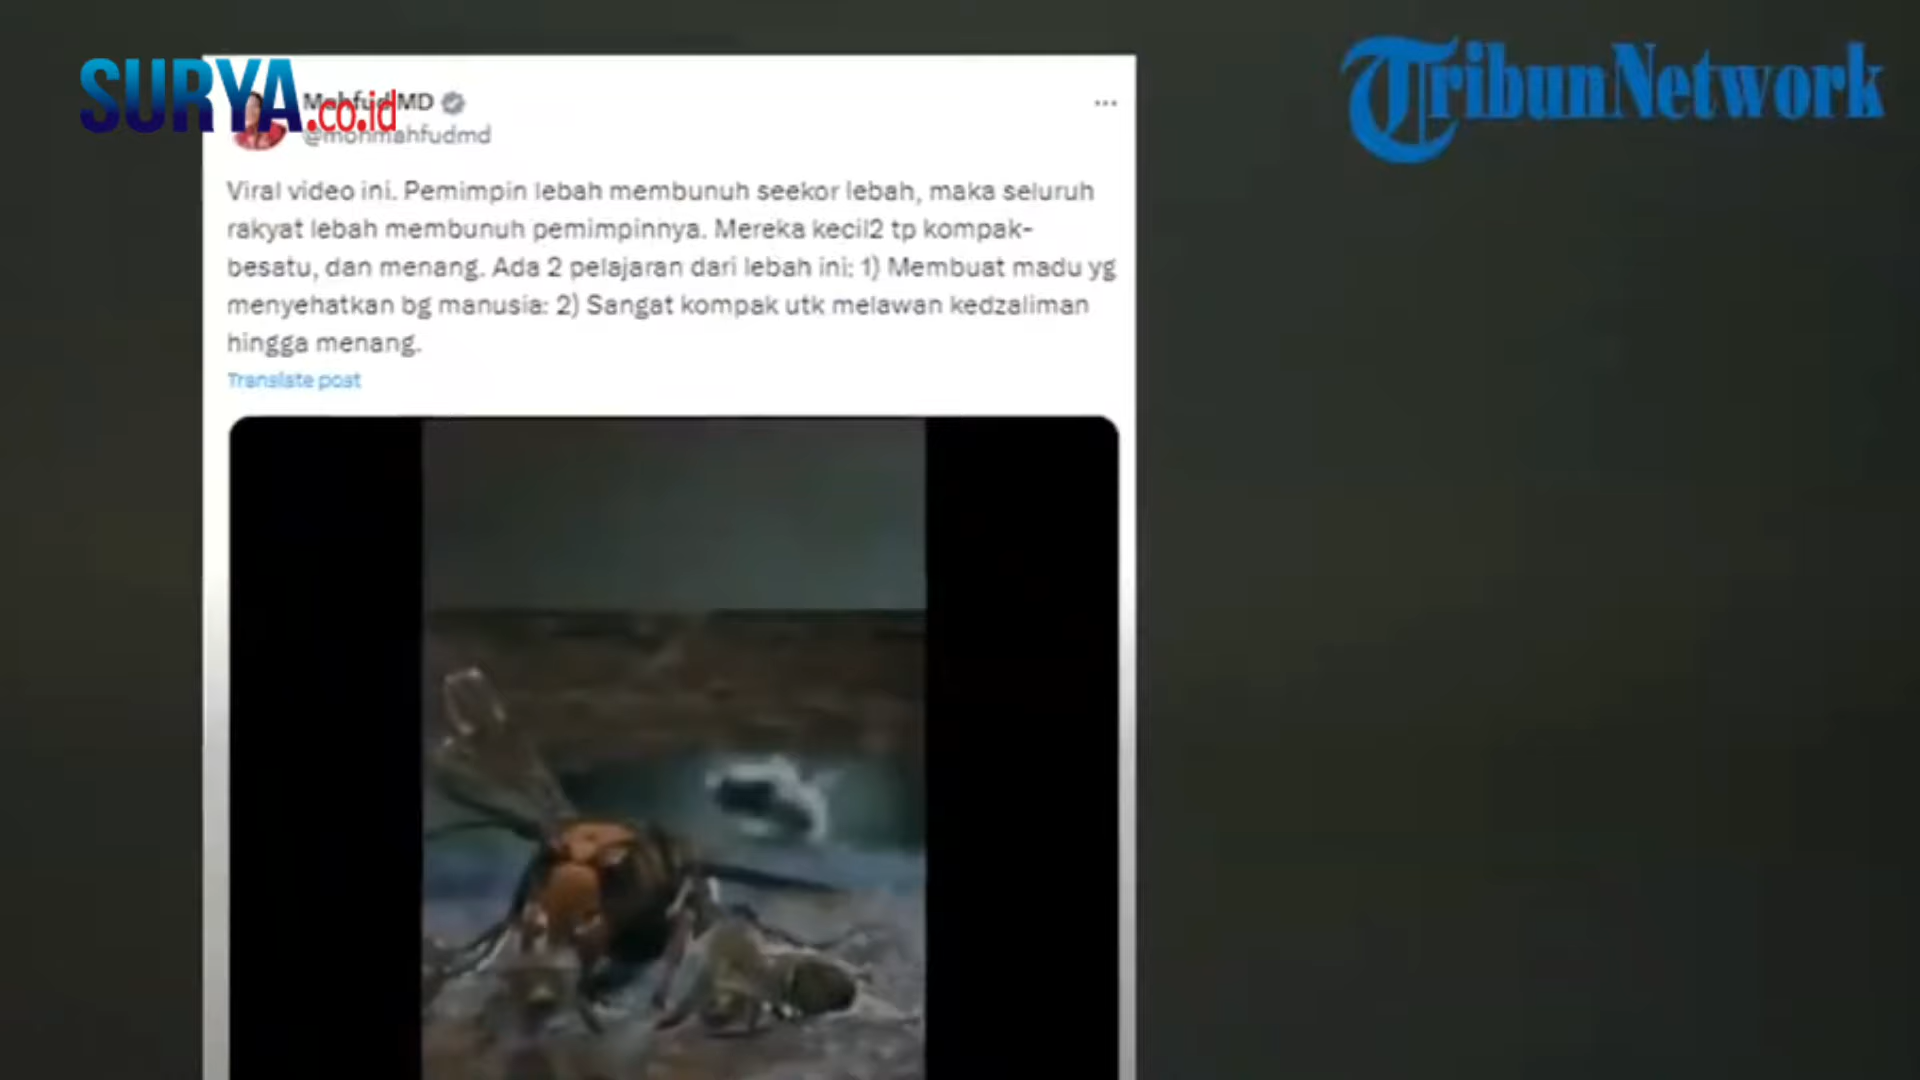 SURYA.co.id
TribunNetwork
Mahfud MD
@mohmahfudmd
Viral video ini. Pemimpin lebah membunuh seekor lebah, maka seluruh
rakyat lebah membunuh pemimpinnya. Mereka kecil2 tp kompak-
besatu, dan menang. Ada 2 pelajaran dari lebah ini: 1) Membuat madu yg
menyehatkan bg manusia: 2) Sangat kompak utk melawan kedzaliman
hingga menang.
Translate post